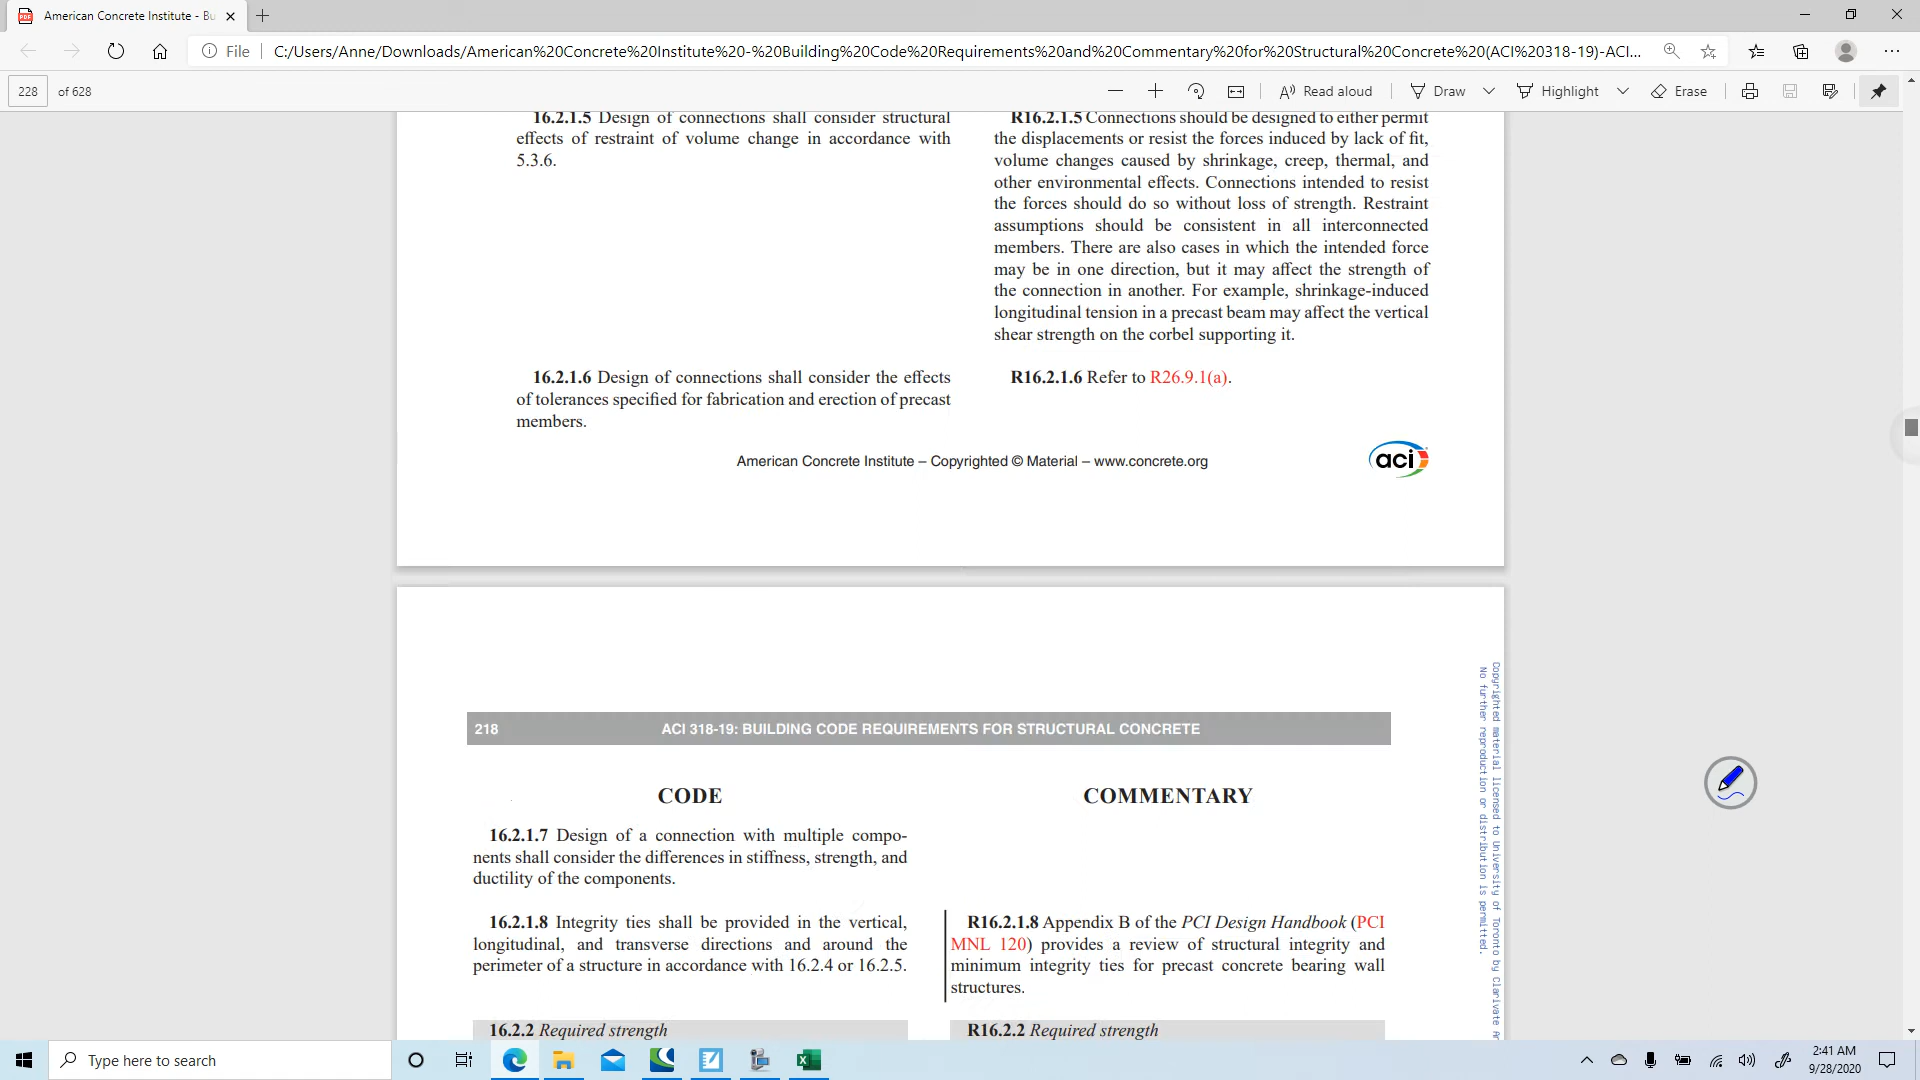 American Concrete Institute - Bu
File
C:/Users/Anne/Downloads/American%20Concrete%20Institute%20-%20Building%20Code%20Requirements%20and%20Commentary%20for%20Structural%20Concrete%20(ACI%20318-19)-ACI...
228 of 628
Read aloud
Draw
Highlight
Erase
16.2.1.5 Design of connections shall consider structural
effects of restraint of volume change in accordance with
5.3.6.
R16.2.1.5 Connections should be designed to either permit
the displacements or resist the forces induced by lack of fit,
volume changes caused by shrinkage, creep, thermal, and
other environmental effects. Connections intended to resist
the forces should do so without loss of strength. Restraint
assumptions should be consistent in all interconnected
members. There are also cases in which the intended force
may be in one direction, but it may affect the strength of
the connection in another. For example, shrinkage-induced
longitudinal tension in a precast beam may affect the vertical
shear strength on the corbel supporting it.
16.2.1.6 Design of connections shall consider the effects
of tolerances specified for fabrication and erection of precast
members.
R16.2.1.6 Refer to R26.9.1(a).
American Concrete Institute – Copyrighted © Material – www.concrete.org
aci
218
ACI 318-19: BUILDING CODE REQUIREMENTS FOR STRUCTURAL CONCRETE
CODE
COMMENTARY
16.2.1.7 Design of a connection with multiple compo-
nents shall consider the differences in stiffness, strength, and
ductility of the components.
16.2.1.8 Integrity ties shall be provided in the vertical,
longitudinal, and transverse directions and around the
perimeter of a structure in accordance with 16.2.4 or 16.2.5.
R16.2.1.8 Appendix B of the PCI Design Handbook (PCI
MNL 120) provides a review of structural integrity and
minimum integrity ties for precast concrete bearing wall
structures.
16.2.2 Required strength
R16.2.2 Required strength
Copyrighted material licensed to University of Toronto by Clarivate
No further reproduction or distribution is permitted.
Type here to search
2:41 AM
9/28/2020